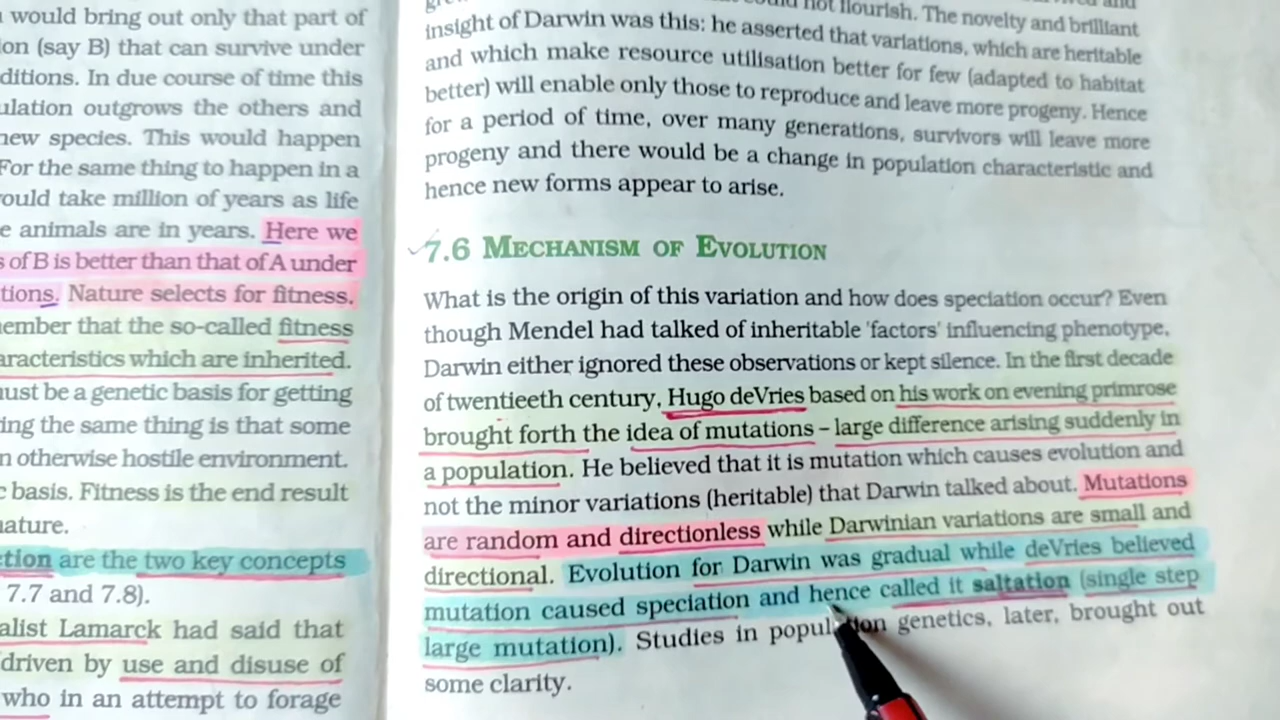 would bring out only that part of
on (say B) that can survive under
ditions. In due course of time this
ulation outgrows the others and
new species. This would happen
For the same thing to happen in a
ould take million of years as life
e animals are in years. Here we
s of B is better than that of A under
tions. Nature selects for fitness.
ember that the so-called fitness
aracteristics which are inherited.
ust be a genetic basis for getting
ing the same thing is that some
n otherwise hostile environment.
c basis. Fitness is the end result
nature.
ction are the two key concepts
7.7 and 7.8).
alist Lamarck had said that
driven by use and disuse of
who in an attempt to forage
not flourish. The novelty and brilliant
insight of Darwin was this: he asserted that variations, which are heritable
and which make resource utilisation better for few (adapted to habitat
better) will enable only those to reproduce and leave more progeny. Hence
for a period of time, over many generations, survivors will leave more
progeny and there would be a change in population characteristic and
hence new forms appear to arise.
7.6 MECHANISM OF EVOLUTION
What is the origin of this variation and how does speciation occur? Even
though Mendel had talked of inheritable 'factors' influencing phenotype,
Darwin either ignored these observations or kept silence. In the first decade
of twentieeth century, Hugo deVries based on his work on evening primrose
brought forth the idea of mutations – large difference arising suddenly in
a population. He believed that it is mutation which causes evolution and
not the minor variations (heritable) that Darwin talked about. Mutations
are random and directionless while Darwinian variations are small and
directional. Evolution for Darwin was gradual while deVries believed
mutation caused speciation and hence called it saltation (single step
large mutation). Studies in population genetics, later, brought out
some clarity.